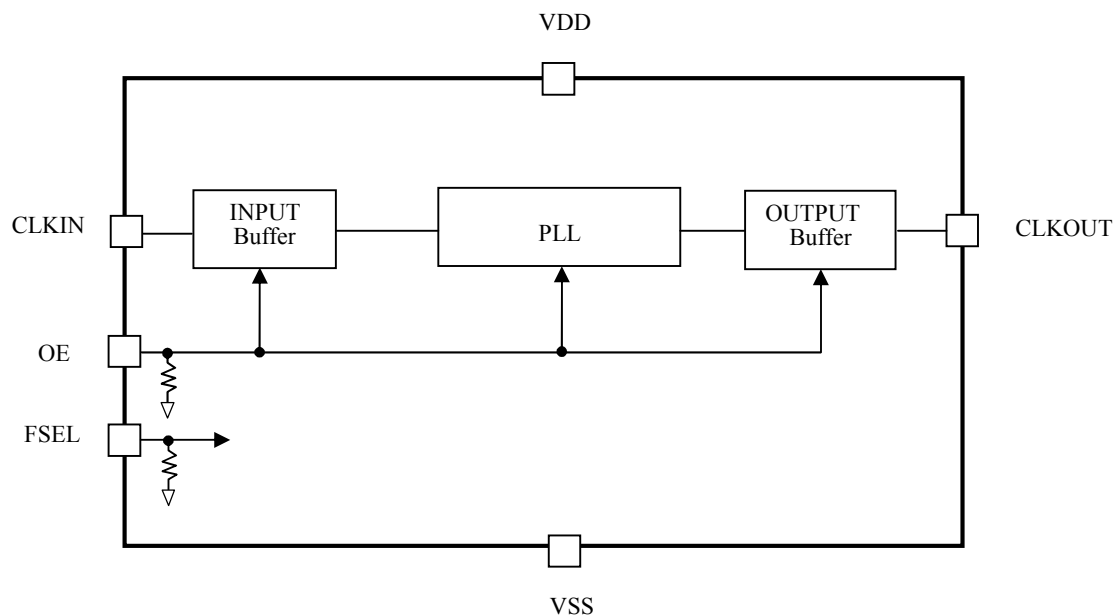 VDD
INPUT
Buffer
PLL
OUTPUT
Buffer
CLKIN
CLKOUT
OE
FSEL
VSS